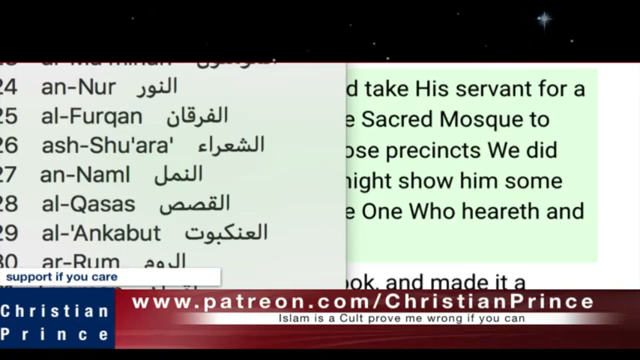 24 an-Nur النور
25 al-Furqan الفرقان
26 ash-Shu'ara' الشعراء
27 an-Naml النمل
28 al-Qasas القصص
29 al-'Ankabut العنكبوت
ar-Rum الروم
d take His servant for a
e Sacred Mosque to
ose precincts We did
night show him some
e One Who heareth and
ook, and made it a
support if you care
Christian
Prince
www.patreon.com/ChristianPrince
Islam is a Cult prove me wrong if you can